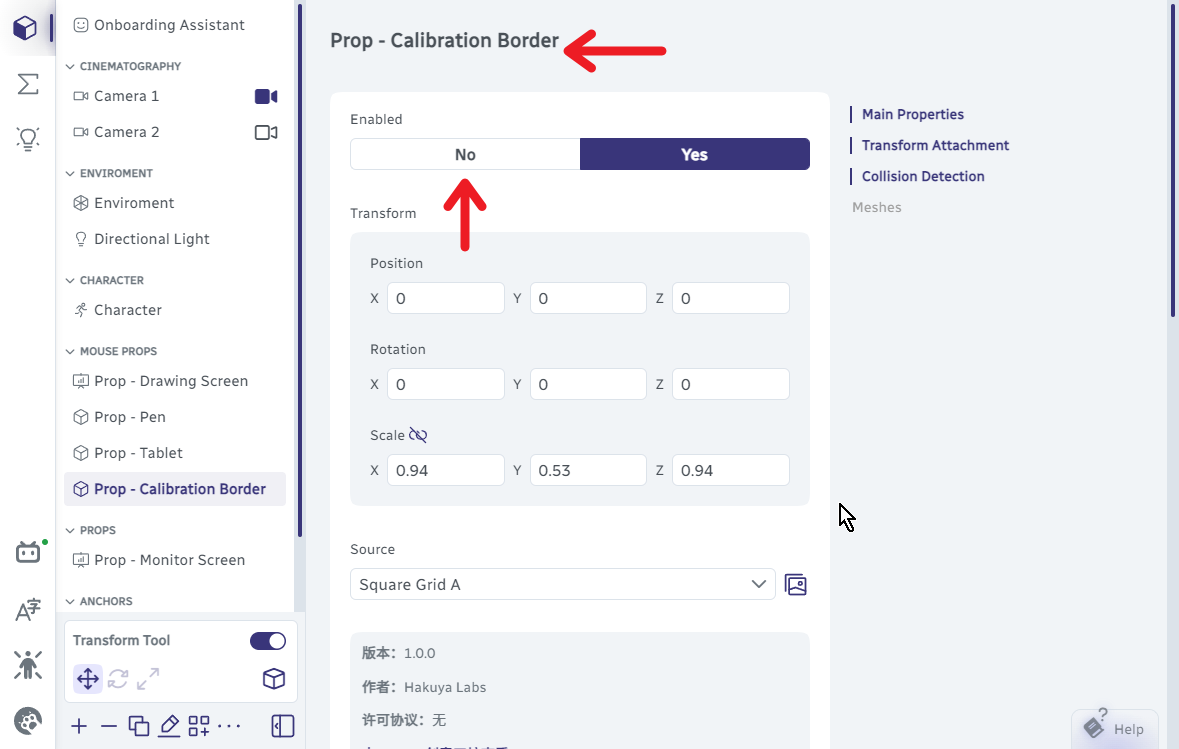 Onboarding Assistant
CINEMATOGRAPHY
Camera 1
Camera 2
ENVIROMENT
Enviroment
Directional Light
CHARACTER
Character
MOUSE PROPS
Prop - Drawing Screen
Prop - Pen
Prop - Tablet
Prop - Calibration Border
PROPS
Prop - Monitor Screen
ANCHORS
Transform Tool
Prop - Calibration Border
Enabled
No Yes
Transform
Position
X 0 Y 0 Z 0
Rotation
X 0 Y 0 Z 0
Scale
X 0.94 Y 0.53 Z 0.94
Source
Square Grid A
版本： 1.0.0
作者： Hakuya Labs
许可协议： 无
Main Properties
Transform Attachment
Collision Detection
Meshes
Help